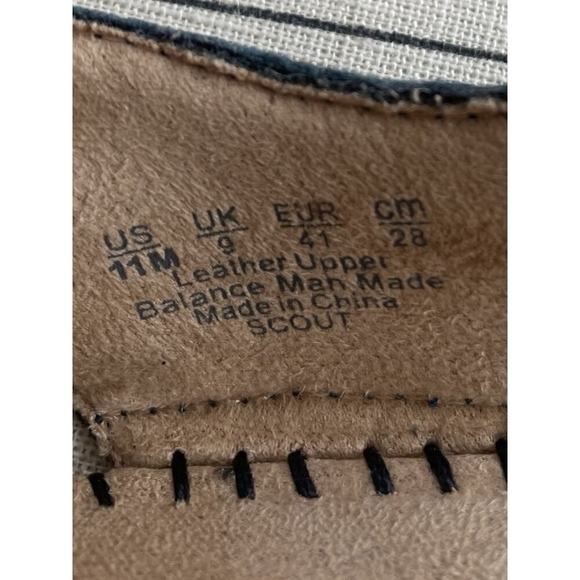 US UK EUR cm
11M 9 41 28
Leather Upper
Balance Man Made
Made in China
SCOUT